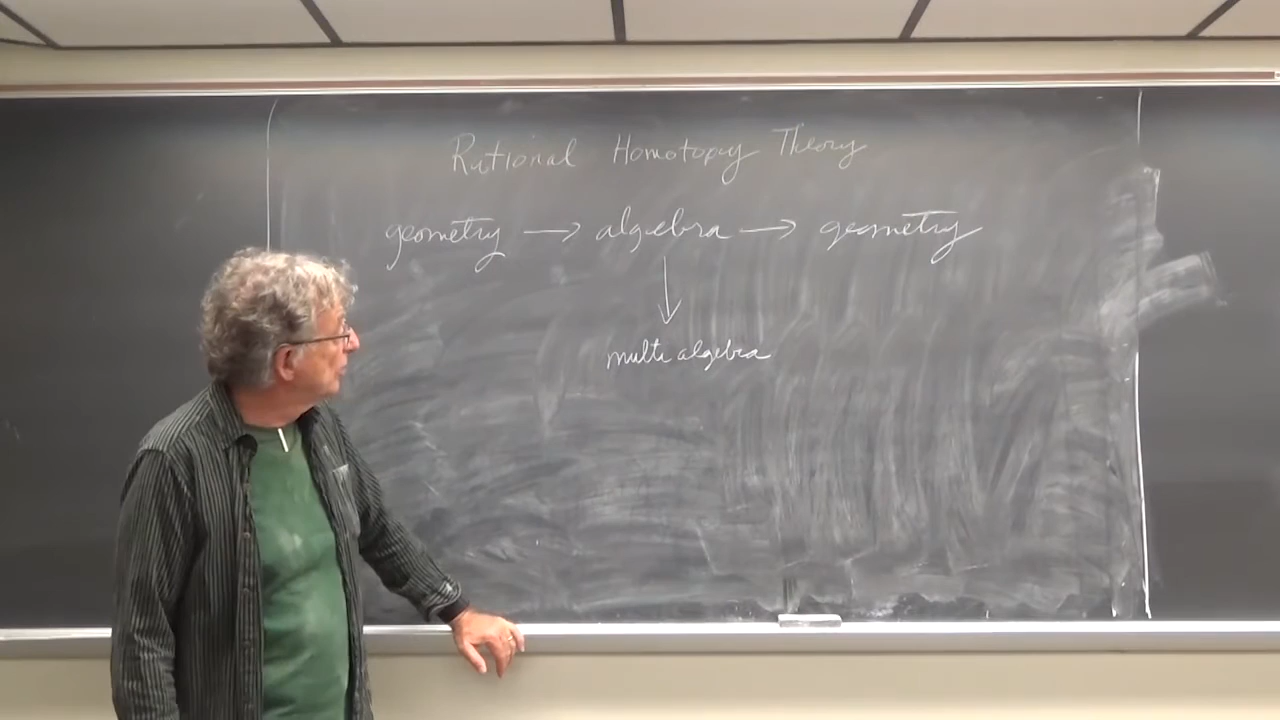 Rational Homotopy Theory
geometry → algebra → geometry
↓
multi algebra